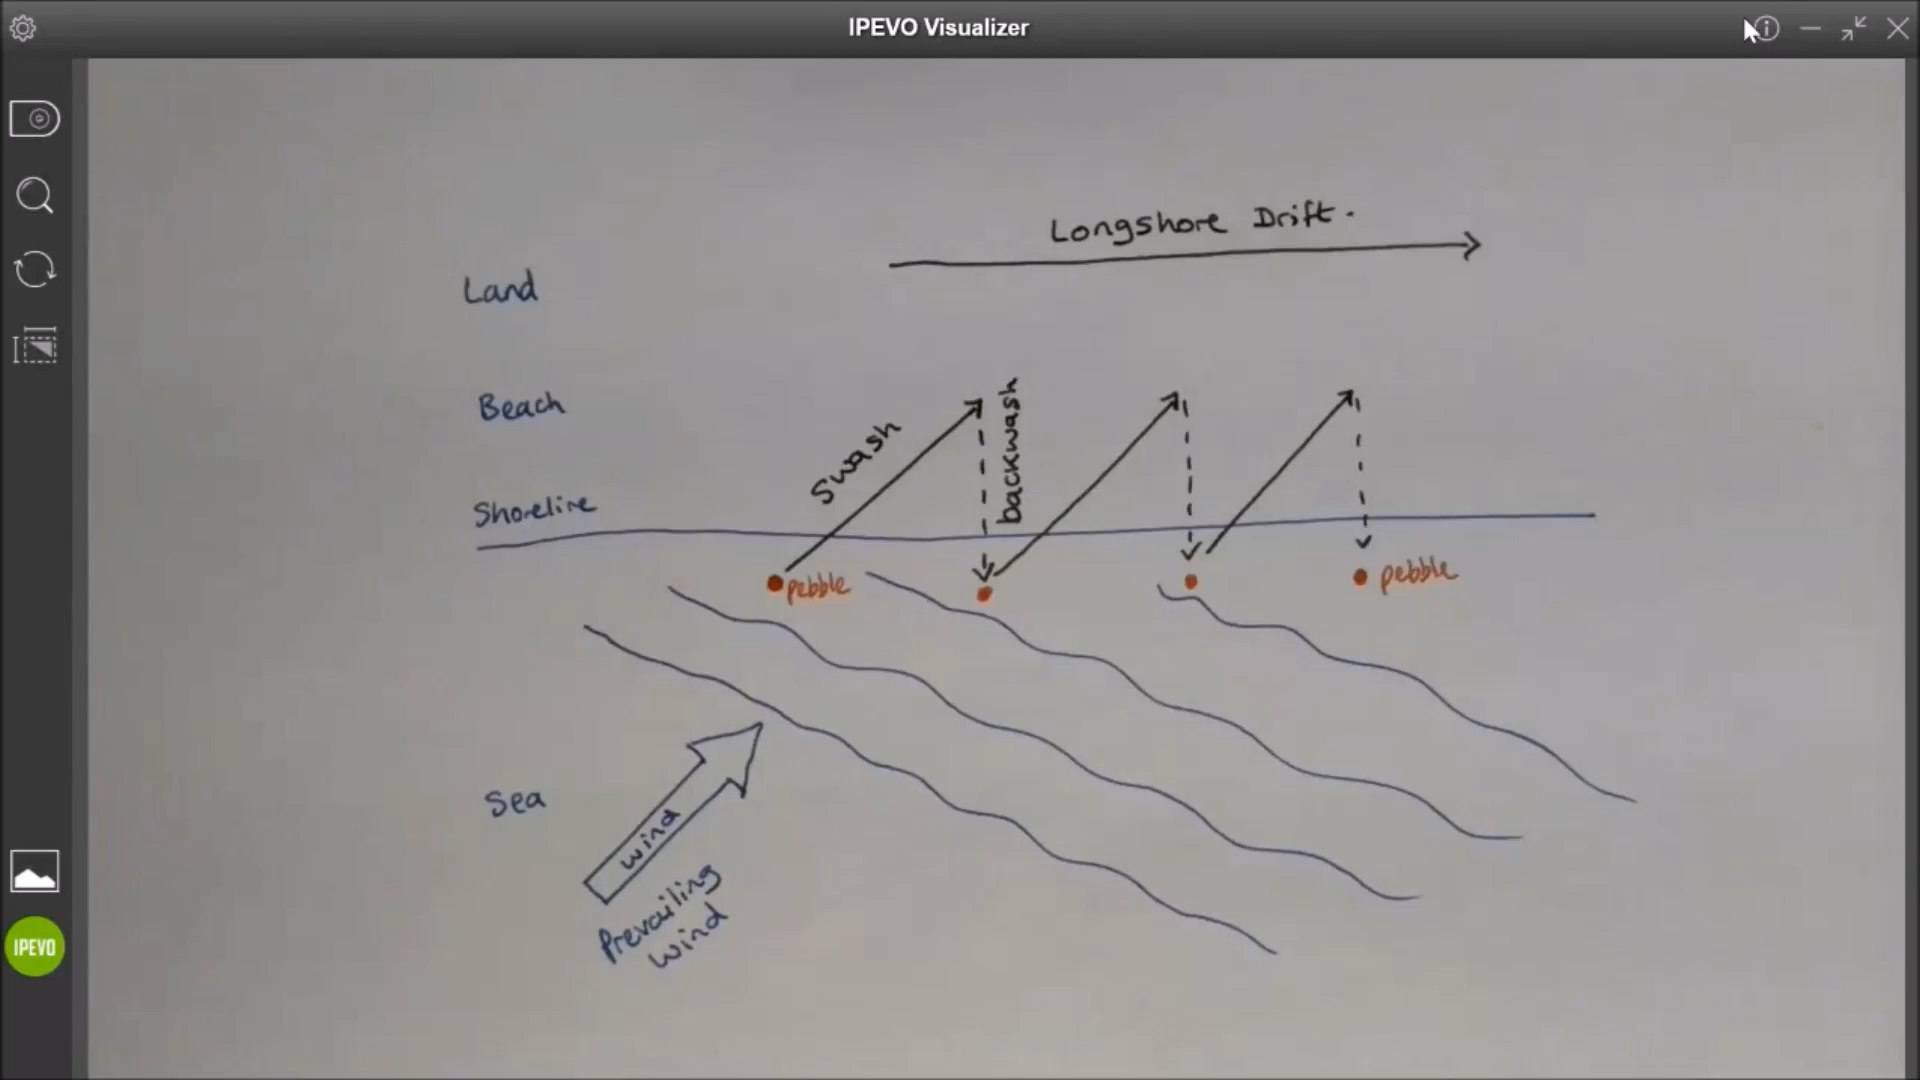 IPEVO Visualizer
Longshore Drift.
Land
Beach
Swash
backwash
Shoreline
pebble
pebble
Sea
wind
Prevailing
wind
IPEVO